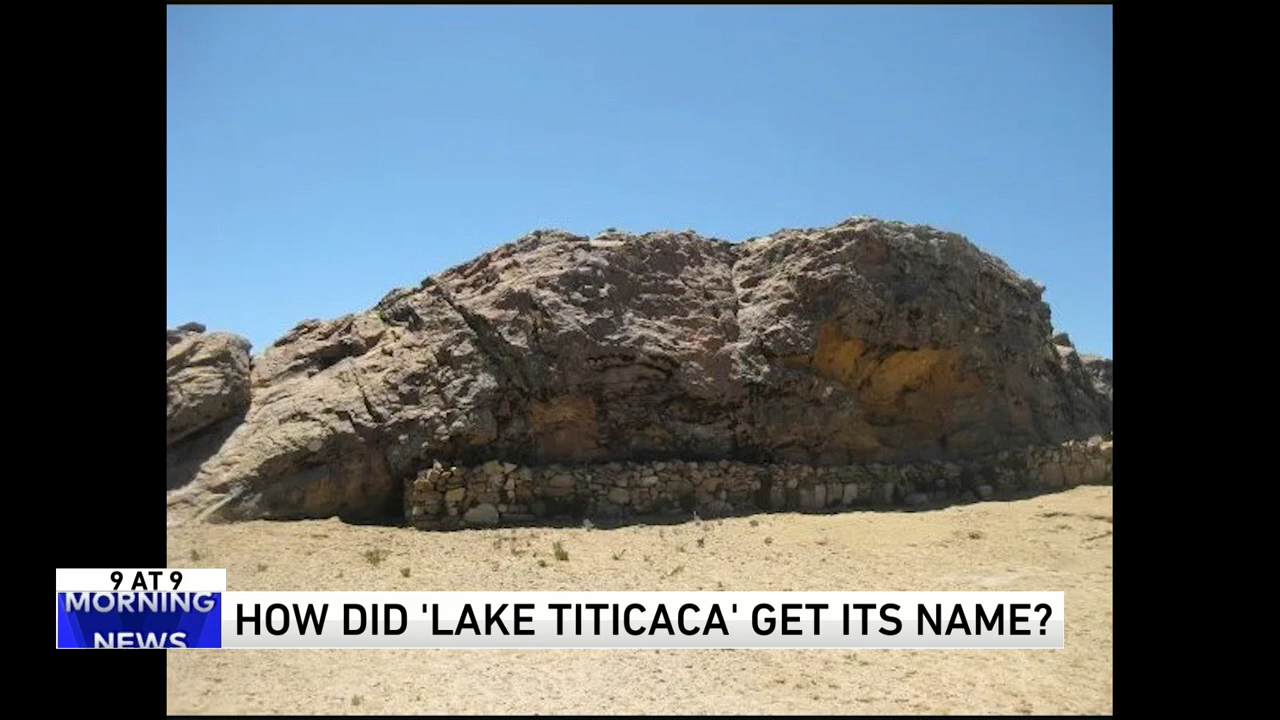 9 AT 9
MORNING
NEWS
HOW DID 'LAKE TITICACA' GET ITS NAME?